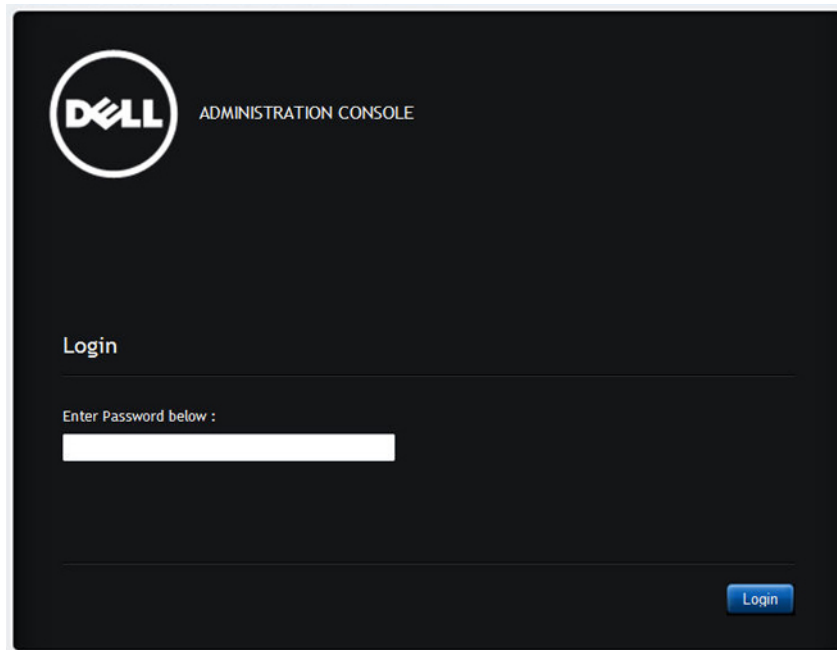 DELL
ADMINISTRATION CONSOLE
Login
Enter Password below :
Login